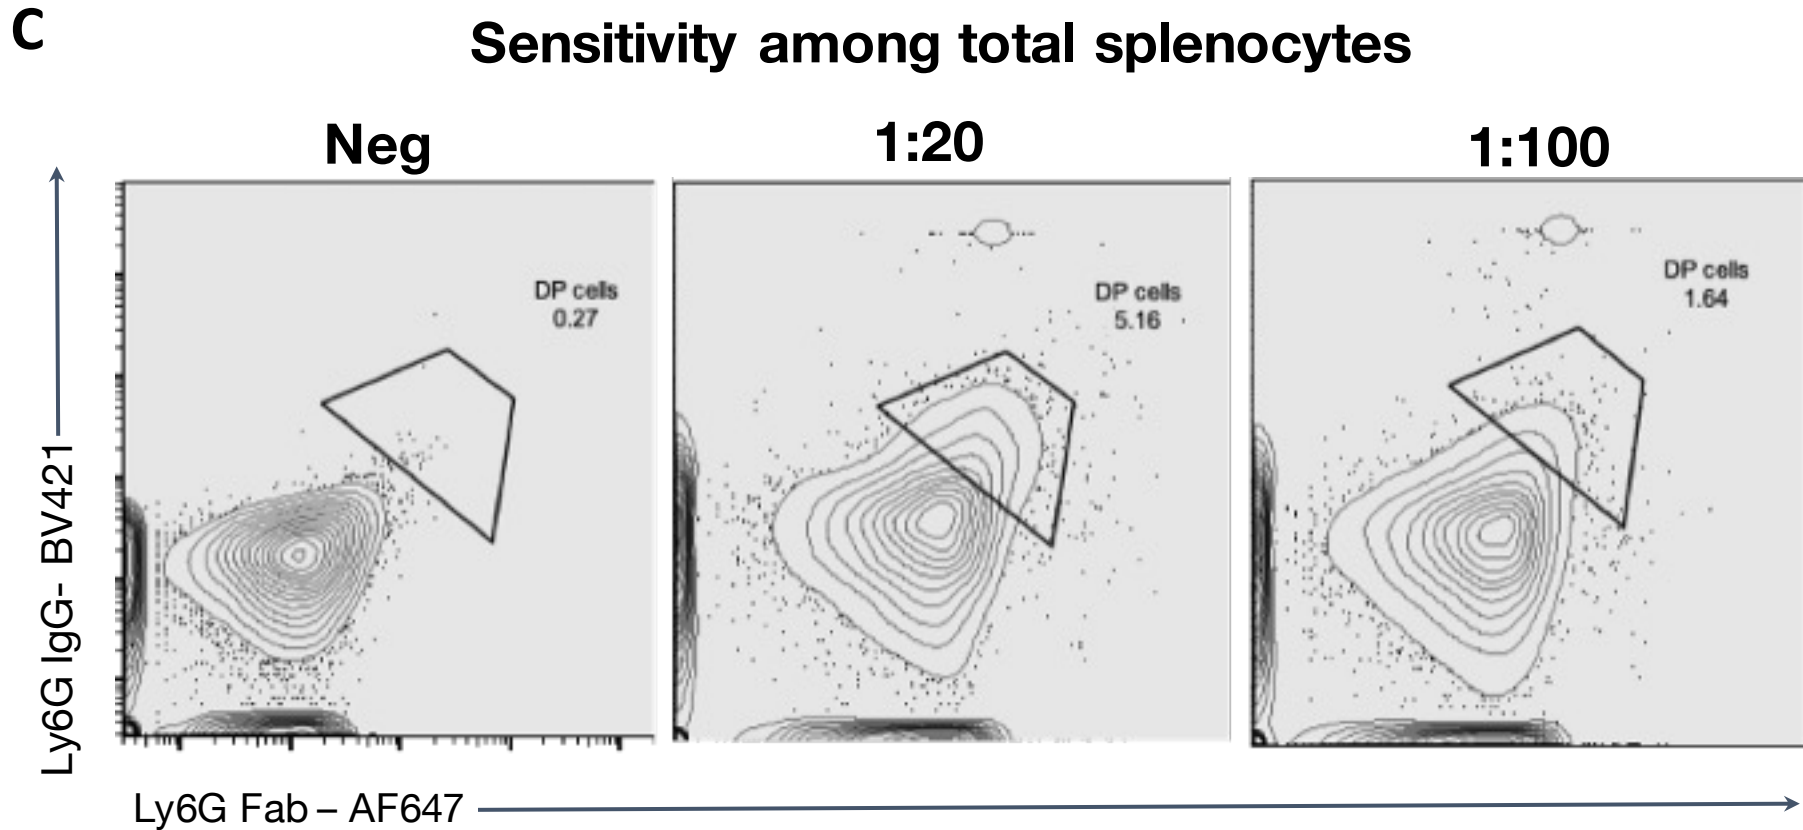 C
Sensitivity among total splenocytes
Neg
1:20
1:100
DP cells
0.27
DP cells
5.16
DP cells
1.64
Ly6G IgG- BV421
Ly6G Fab – AF647